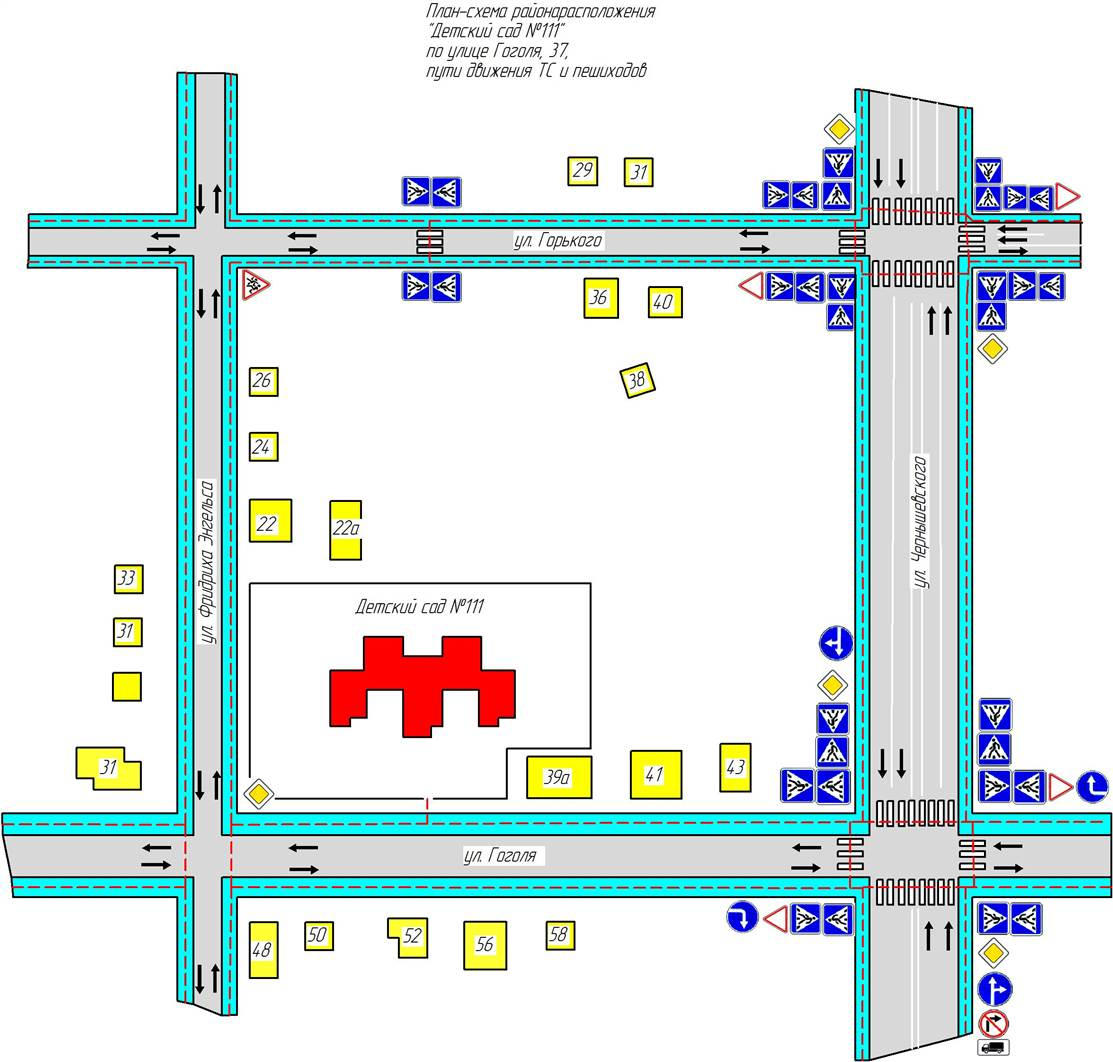 План-схема районарасположения
"Детский сад №111"
по улице Гоголя, 37,
пути движения ТС и пешиходов
29
31
ул. Горького
36
40
38
26
24
22
22а
ул. Фридриха Энгельса
ул. Чернышевского
33
31
Детский сад №111
31
39а
41
43
ул. Гоголя
48
50
52
56
58